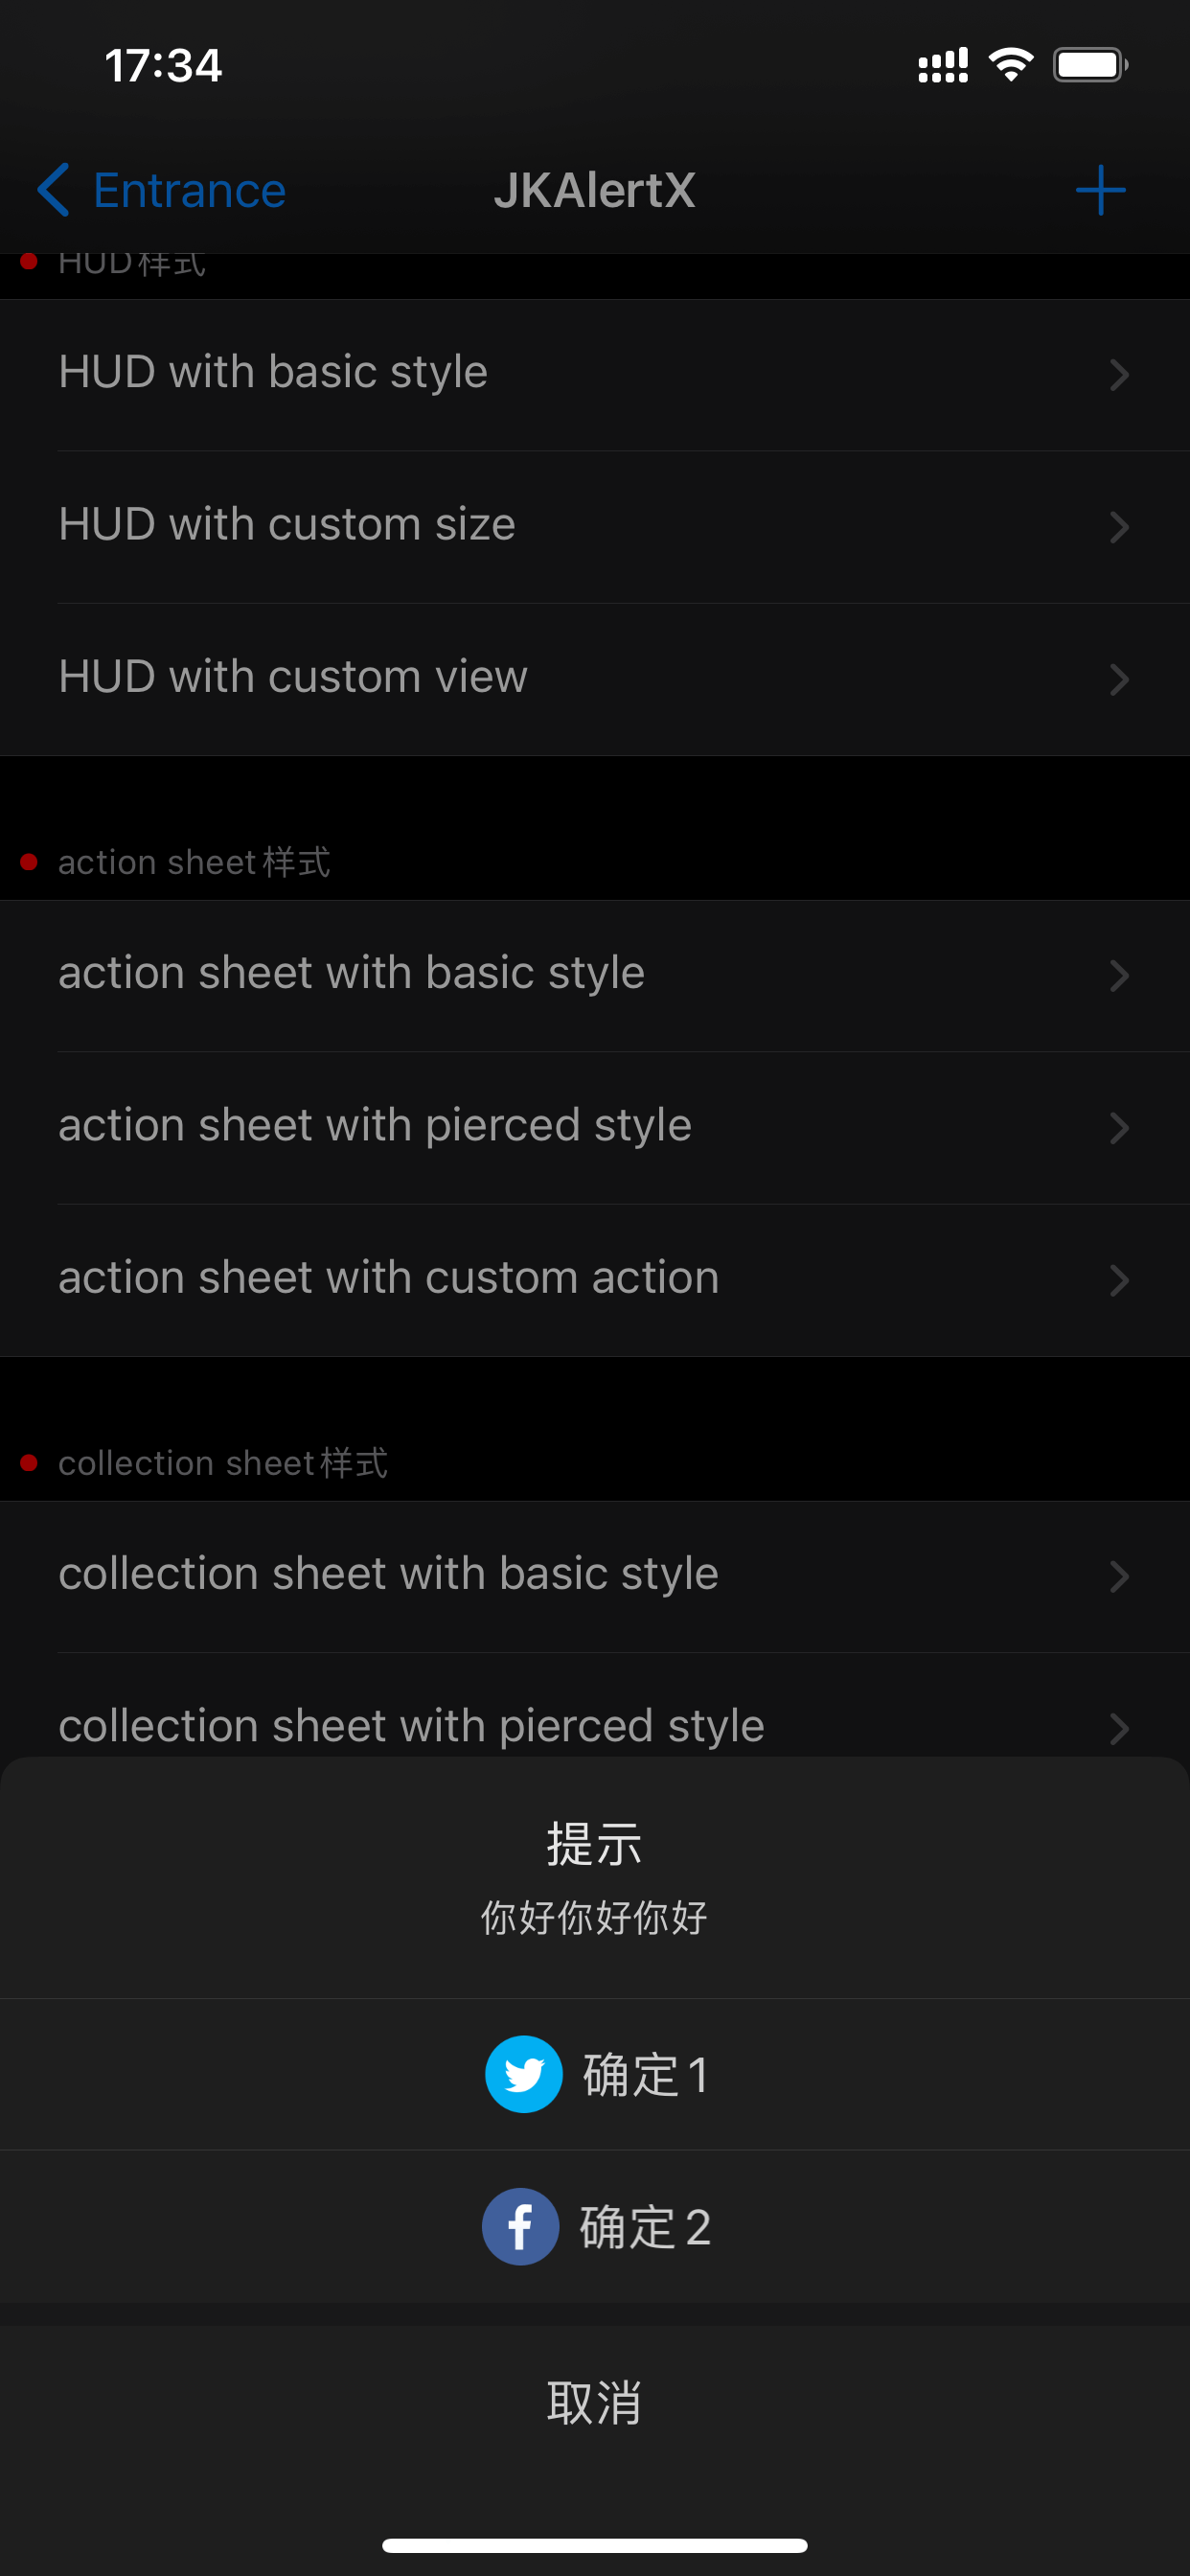 17:34
Entrance
JKAlertX
HUD样式
HUD with basic style
HUD with custom size
HUD with custom view
action sheet样式
action sheet with basic style
action sheet with pierced style
action sheet with custom action
collection sheet样式
collection sheet with basic style
collection sheet with pierced style
提示
你好你好你好
确定1
确定2
取消